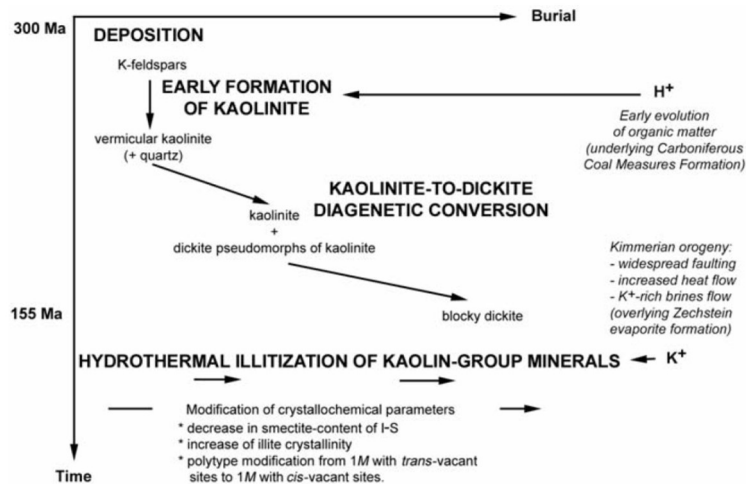 300 Ma
Burial
DEPOSITION
K-feldspars
EARLY FORMATION
OF KAOLINITE
H+
Early evolution
of organic matter
(underlying Carboniferous
Coal Measures Formation)
vermicular kaolinite
(+ quartz)
KAOLINITE-TO-DICKITE
DIAGENETIC CONVERSION
kaolinite
+
dickite pseudomorphs of kaolinite
Kimmerian orogeny:
- widespread faulting
- increased heat flow
- K+-rich brines flow
(overlying Zechstein
evaporite formation)
155 Ma
blocky dickite
HYDROTHERMAL ILLITIZATION OF KAOLIN-GROUP MINERALS
K+
Modification of crystallochemical parameters
* decrease in smectite-content of I-S
* increase of illite crystallinity
* polytype modification from 1M with trans-vacant
sites to 1M with cis-vacant sites.
Time